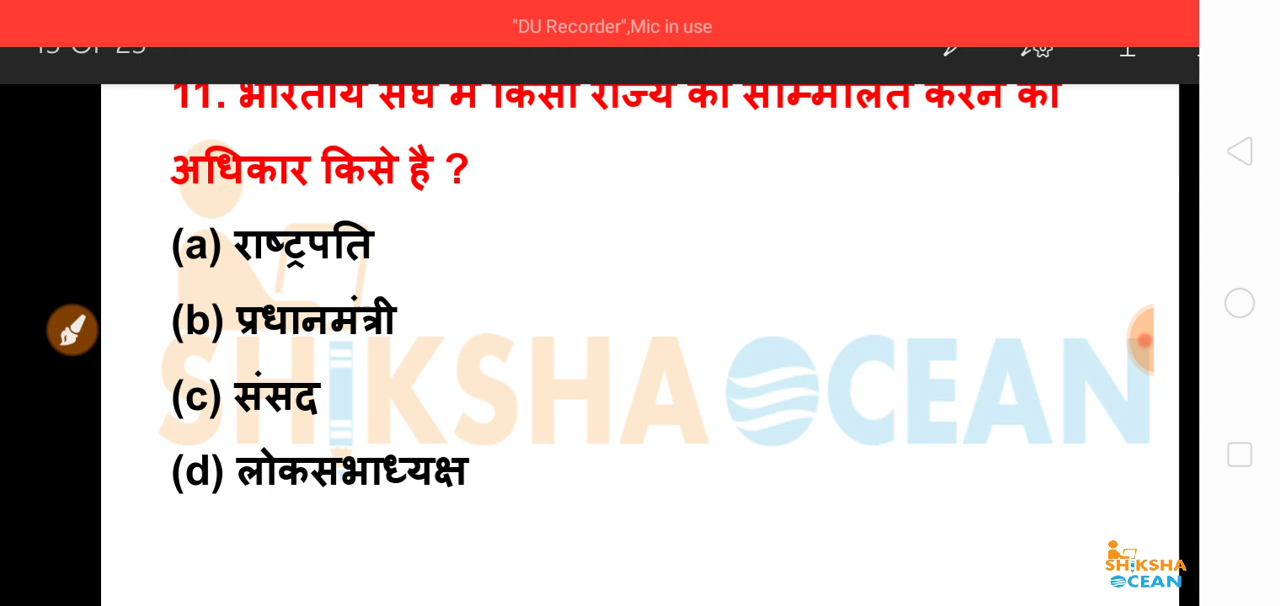 "DU Recorder",Mic in use
11. भारतीय संघ में किसी राज्य को सम्मिलित करने का
अधिकार किसे है ?
(a) राष्ट्रपति
(b) प्रधानमंत्री
(c) संसद
(d) लोकसभाध्यक्ष
SHIKSHA OCEAN
SHIKSHA
OCEAN